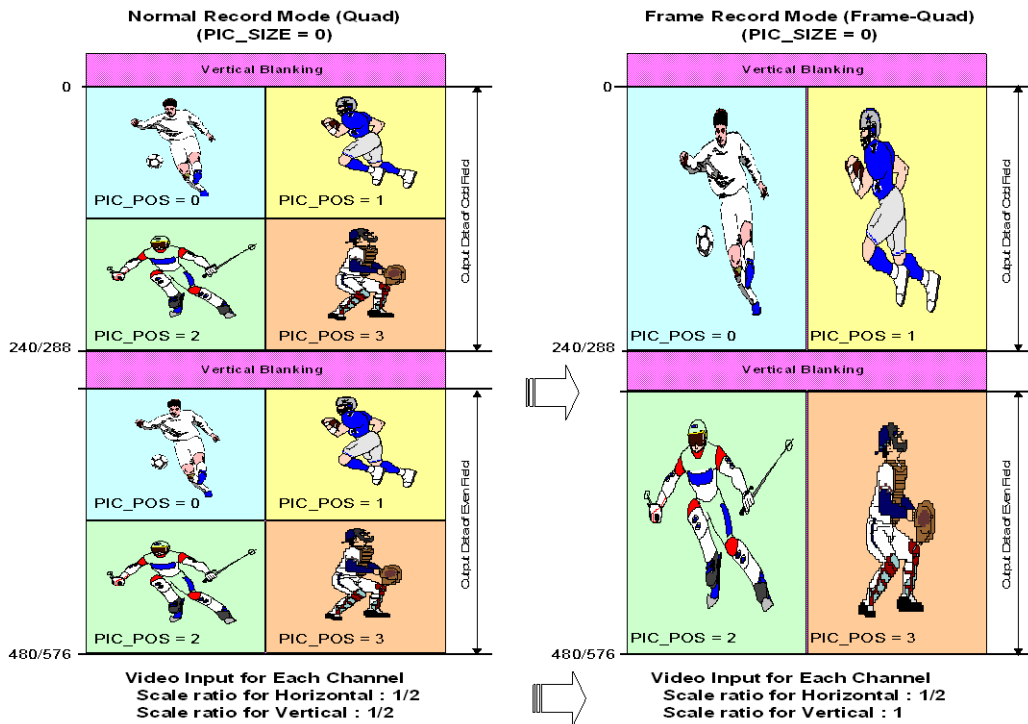 Normal Record Mode (Quad)
(PIC_SIZE = 0)
Vertical Blanking
0
PIC_POS = 0
PIC_POS = 1
PIC_POS = 2
PIC_POS = 3
Output Data of Odd Field
240/288
Vertical Blanking
PIC_POS = 0
PIC_POS = 1
PIC_POS = 2
PIC_POS = 3
Output Data of Even Field
480/576
Video Input for Each Channel
Scale ratio for Horizontal : 1/2
Scale ratio for Vertical : 1/2
Frame Record Mode (Frame-Quad)
(PIC_SIZE = 0)
Vertical Blanking
0
PIC_POS = 0
PIC_POS = 1
Output Data of Odd Field
240/288
Vertical Blanking
PIC_POS = 2
PIC_POS = 3
Output Data of Even Field
480/576
Video Input for Each Channel
Scale ratio for Horizontal : 1/2
Scale ratio for Vertical : 1